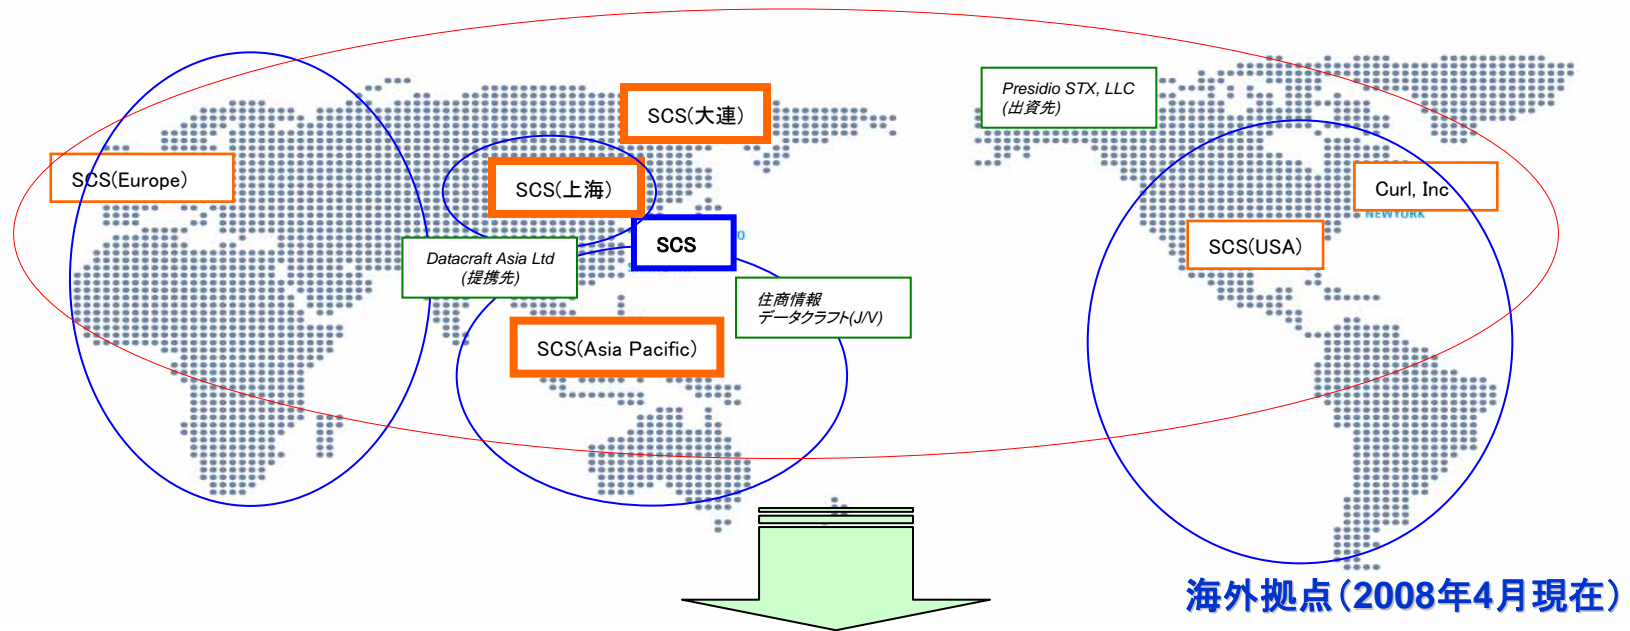 SCS(大連)
Presidio STX, LLC
(出資先)
SCS(Europe)
SCS(上海)
Curl, Inc
NEWYORK
SCS
SCS(USA)
Datacraft Asia Ltd
(提携先)
住商情報
データクラフト(J/V)
SCS(Asia Pacific)
海外拠点(2008年4月現在)